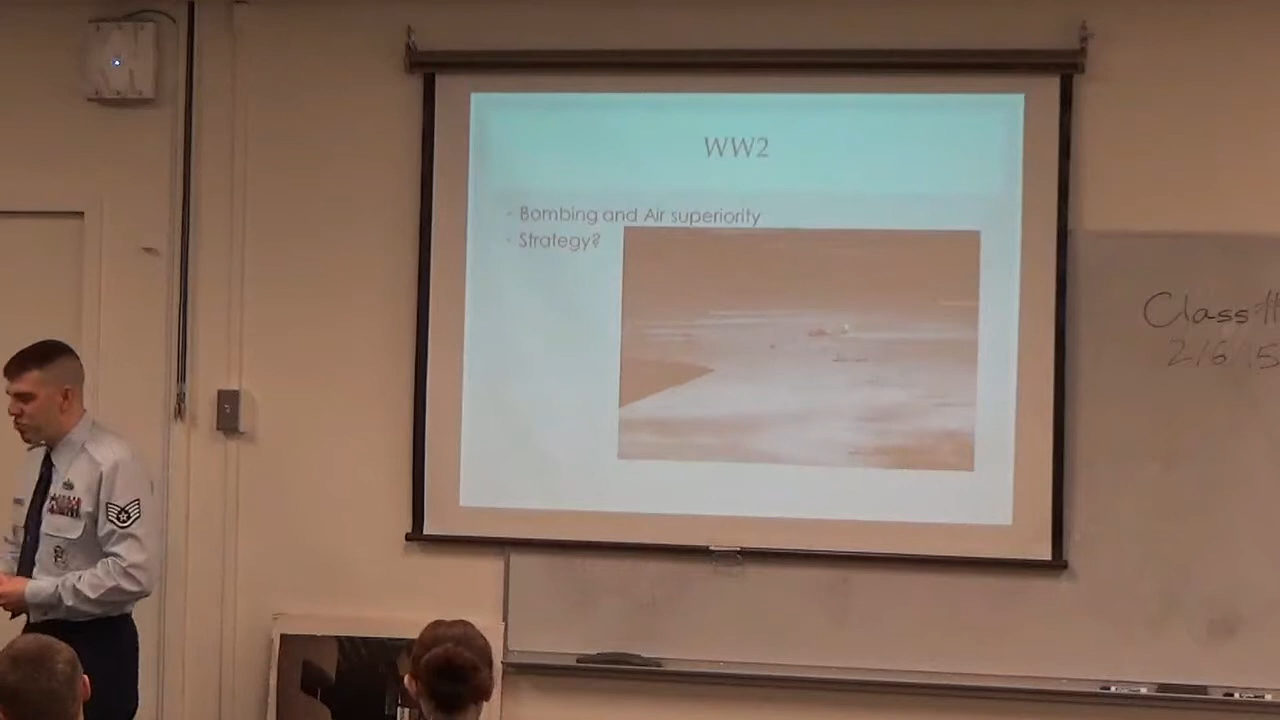 WW2
- Bombing and Air superiority
- Strategy?
Class #
2/6/15